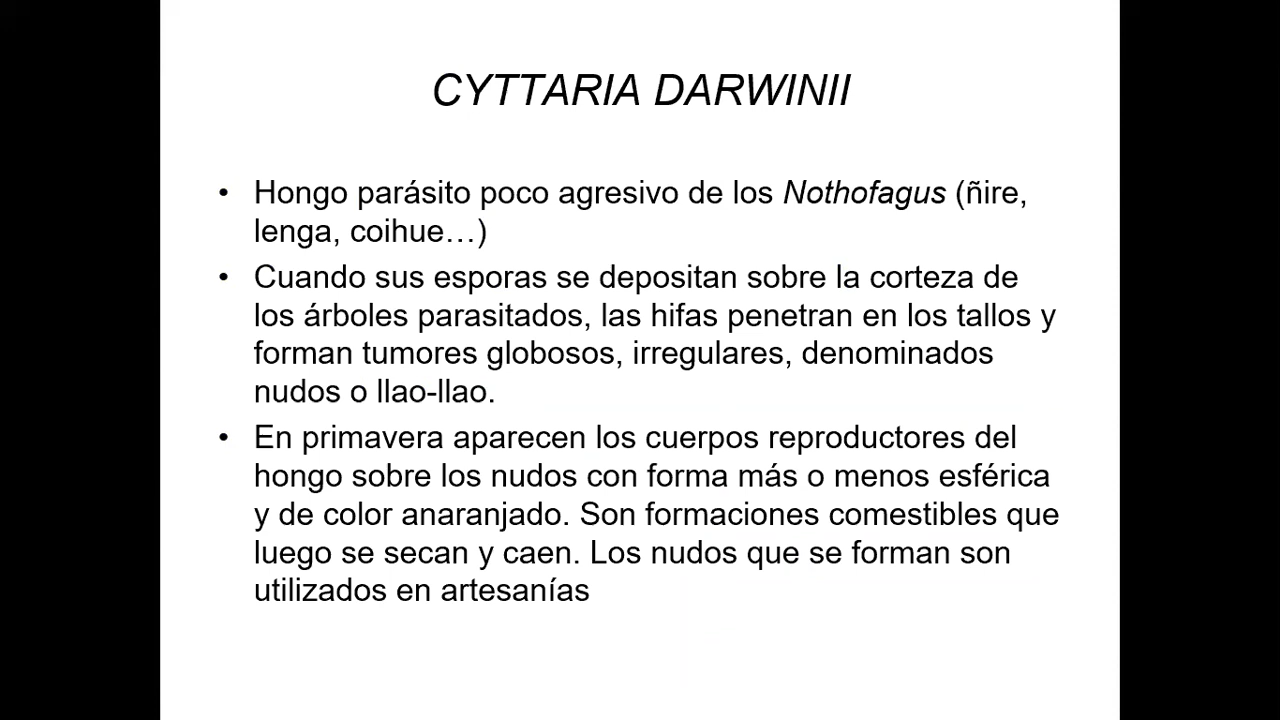 CYTTARIA DARWINII
• Hongo parásito poco agresivo de los Nothofagus (ñire,
lenga, coihue…)
• Cuando sus esporas se depositan sobre la corteza de
los árboles parasitados, las hifas penetran en los tallos y
forman tumores globosos, irregulares, denominados
nudos o llao-llao.
• En primavera aparecen los cuerpos reproductores del
hongo sobre los nudos con forma más o menos esférica
y de color anaranjado. Son formaciones comestibles que
luego se secan y caen. Los nudos que se forman son
utilizados en artesanías